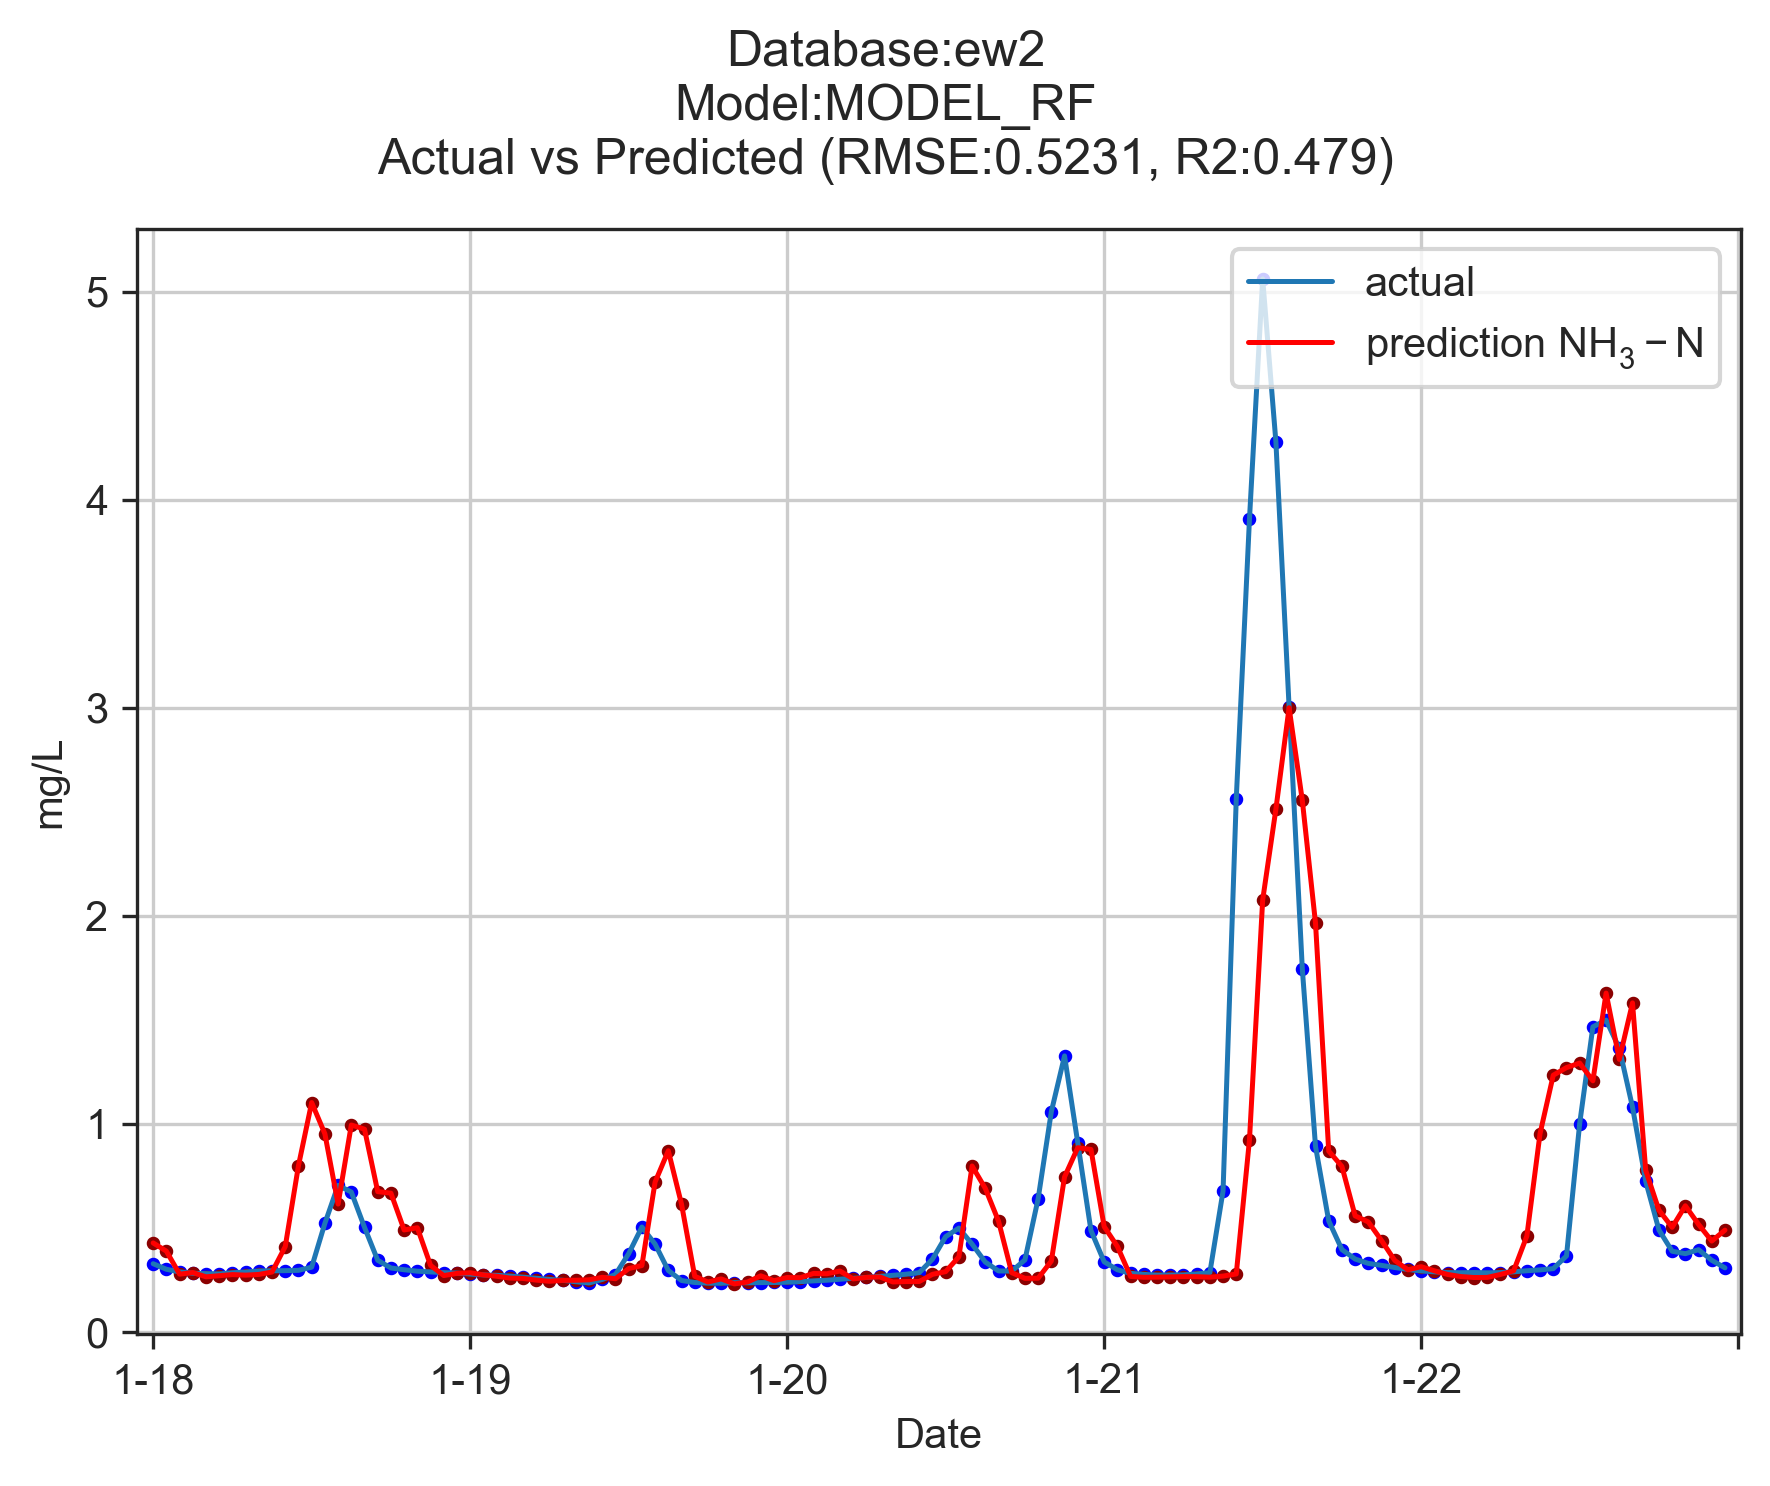 Database:ew2
Model:MODEL_RF
Actual vs Predicted (RMSE:0.5231, R2:0.479)
actual
prediction NH₃ − N
5
4
3
2
1
0
mg/L
1-18 1-19 1-20 1-21 1-22
Date